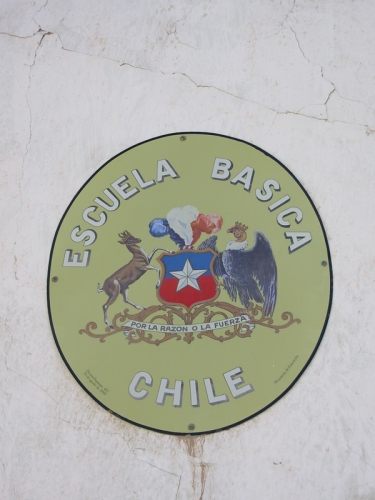 ESCUELA BASICA
POR LA RAZON O LA FUERZA
CHILE